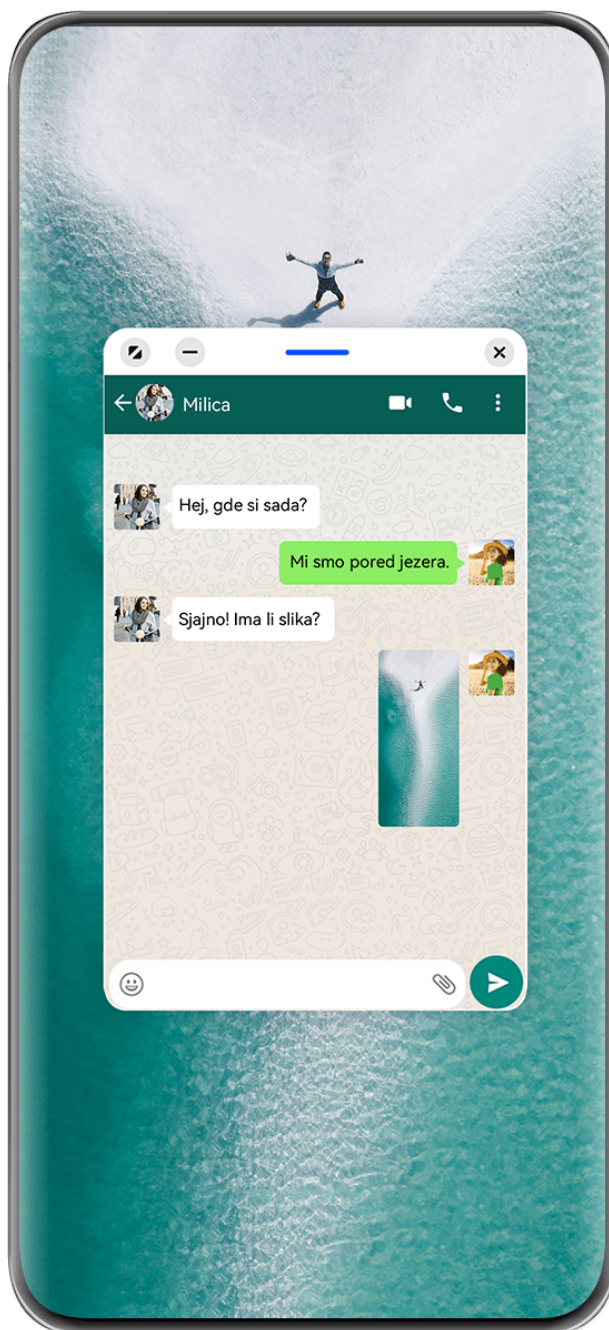 Milica
Hej, gde si sada?
Mi smo pored jezera.
Sjajno! Ima li slika?